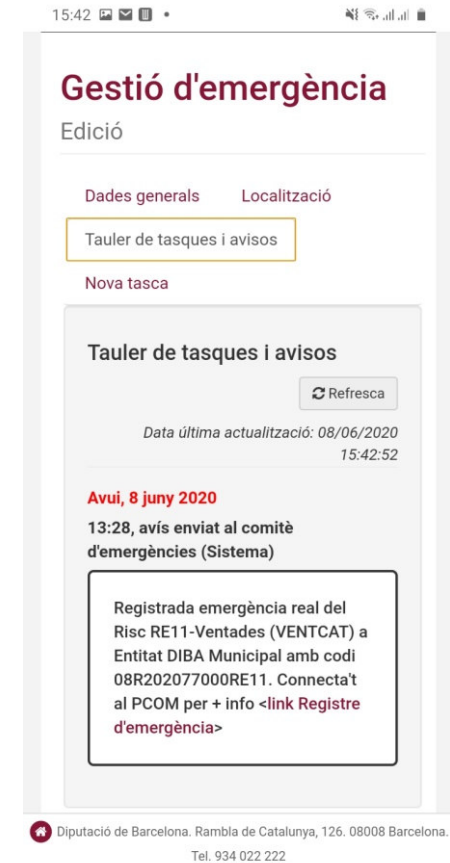 15:42
Gestió d'emergència
Edició
Dades generals Localització
Tauler de tasques i avisos
Nova tasca
Tauler de tasques i avisos
Refresca
Data última actualització: 08/06/2020
15:42:52
Avui, 8 juny 2020
13:28, avís enviat al comitè
d'emergències (Sistema)
Registrada emergència real del
Risc RE11-Ventades (VENTCAT) a
Entitat DIBA Municipal amb codi
08R202077000RE11. Connecta't
al PCOM per + info <link Registre
d'emergència>
Diputació de Barcelona. Rambla de Catalunya, 126. 08008 Barcelona.
Tel. 934 022 222